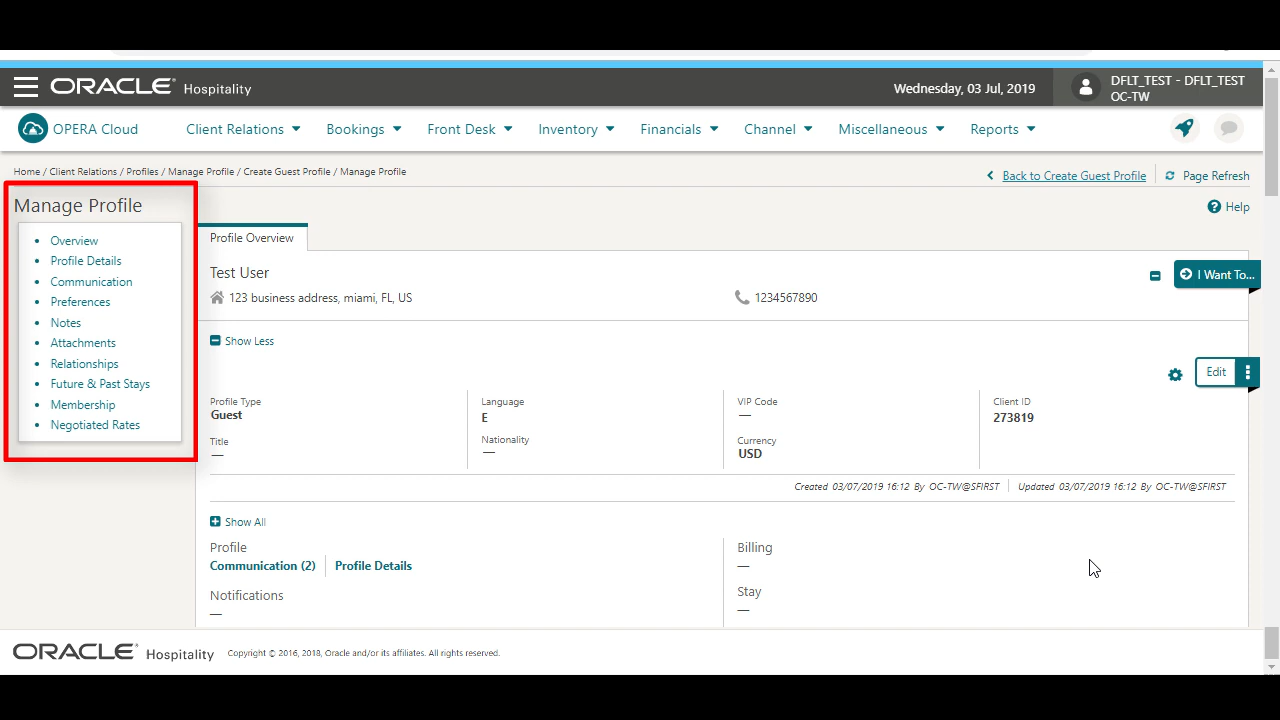 ORACLE® Hospitality
Wednesday, 03 Jul, 2019
DFLT_TEST - DFLT_TEST
OC-TW
OPERA Cloud
Client Relations
Bookings
Front Desk
Inventory
Financials
Channel
Miscellaneous
Reports
Home / Client Relations / Profiles / Manage Profile / Create Guest Profile / Manage Profile
Back to Create Guest Profile
Page Refresh
Manage Profile
Help
Overview
Profile Details
Communication
Preferences
Notes
Attachments
Relationships
Future & Past Stays
Membership
Negotiated Rates
Profile Overview
Test User
I Want To...
123 business address, miami, FL, US
1234567890
Show Less
Edit
Profile Type
Guest
Title
—
Language
E
Nationality
—
VIP Code
—
Currency
USD
Client ID
273819
Created 03/07/2019 16:12 By OC-TW@SFIRST
Updated 03/07/2019 16:12 By OC-TW@SFIRST
Show All
Profile
Communication (2)
Profile Details
Notifications
—
Billing
—
Stay
—
ORACLE® Hospitality
Copyright © 2016, 2018, Oracle and/or its affiliates. All rights reserved.